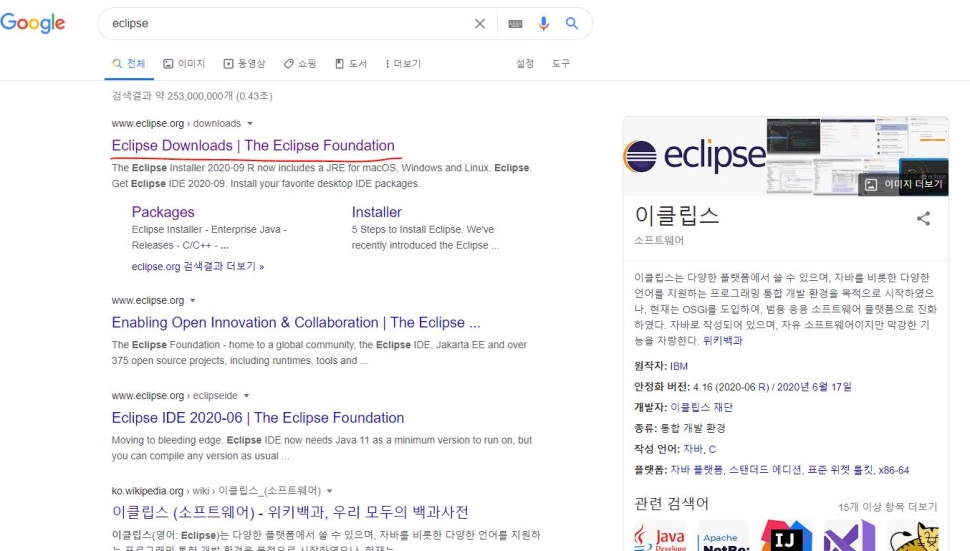 Google
eclipse
전체 이미지 동영상 쇼핑 도서 더보기 설정 도구
검색결과 약 253,000,000개 (0.43초)
www.eclipse.org › downloads
Eclipse Downloads | The Eclipse Foundation
The Eclipse Installer 2020-09 R now includes a JRE for macOS, Windows and Linux. Eclipse.
Get Eclipse IDE 2020-09. Install your favorite desktop IDE packages.
Packages
Eclipse Installer - Enterprise Java -
Releases - C/C++ - ...
Installer
5 Steps to Install Eclipse. We've
recently introduced the Eclipse ...
eclipse.org 검색결과 더보기 »
www.eclipse.org
Enabling Open Innovation & Collaboration | The Eclipse ...
The Eclipse Foundation - home to a global community, the Eclipse IDE, Jakarta EE and over
375 open source projects, including runtimes, tools and ...
www.eclipse.org › eclipseide
Eclipse IDE 2020-06 | The Eclipse Foundation
Moving to bleeding edge. Eclipse IDE now needs Java 11 as a minimum version to run on, but
you can compile any version as usual ...
ko.wikipedia.org › wiki › 이클립스_(소프트웨어)
이클립스 (소프트웨어) - 위키백과, 우리 모두의 백과사전
이클립스(영어: Eclipse)는 다양한 플랫폼에서 쓸 수 있으며, 자바를 비롯한 다양한 언어를 지원하
eclipse
이미지 더보기
이클립스
소프트웨어
이클립스는 다양한 플랫폼에서 쓸 수 있으며, 자바를 비롯한 다양한
언어를 지원하는 프로그래밍 통합 개발 환경을 목적으로 시작하였으
나, 현재는 OSGi를 도입하여, 범용 응용 소프트웨어 플랫폼으로 진화
하였다. 자바로 작성되어 있으며, 자유 소프트웨어이지만 막강한 기
능을 자랑한다. 위키백과
원작자: IBM
안정화 버전: 4.16 (2020-06 R) / 2020년 6월 17일
개발자: 이클립스 재단
종류: 통합 개발 환경
작성 언어: 자바, C
플랫폼: 자바 플랫폼, 스탠더드 에디션, 표준 위젯 툴킷, x86-64
관련 검색어
15개 이상 항목 더보기
Java
Apache
IJ